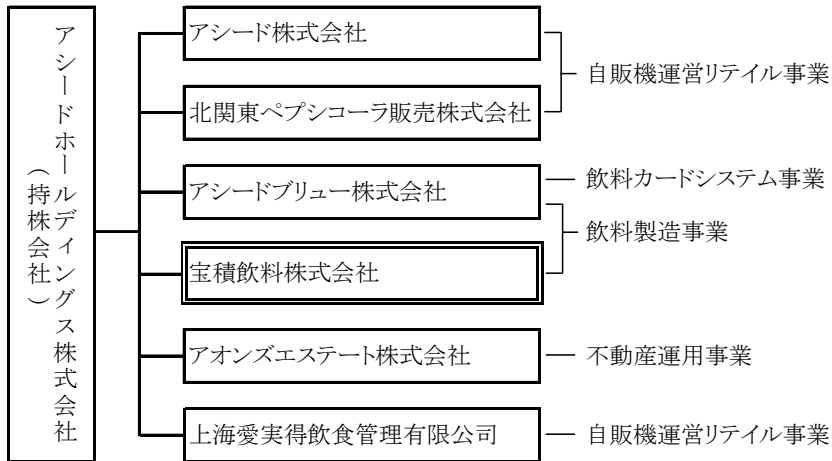 アシードホールディングス株式会社
（持株会社）
アシード株式会社
北関東ペプシコーラ販売株式会社
自販機運営リテイル事業
アシードブリュー株式会社
飲料カードシステム事業
飲料製造事業
宝積飲料株式会社
アオンズエステート株式会社
不動産運用事業
上海愛実得飲食管理有限公司
自販機運営リテイル事業